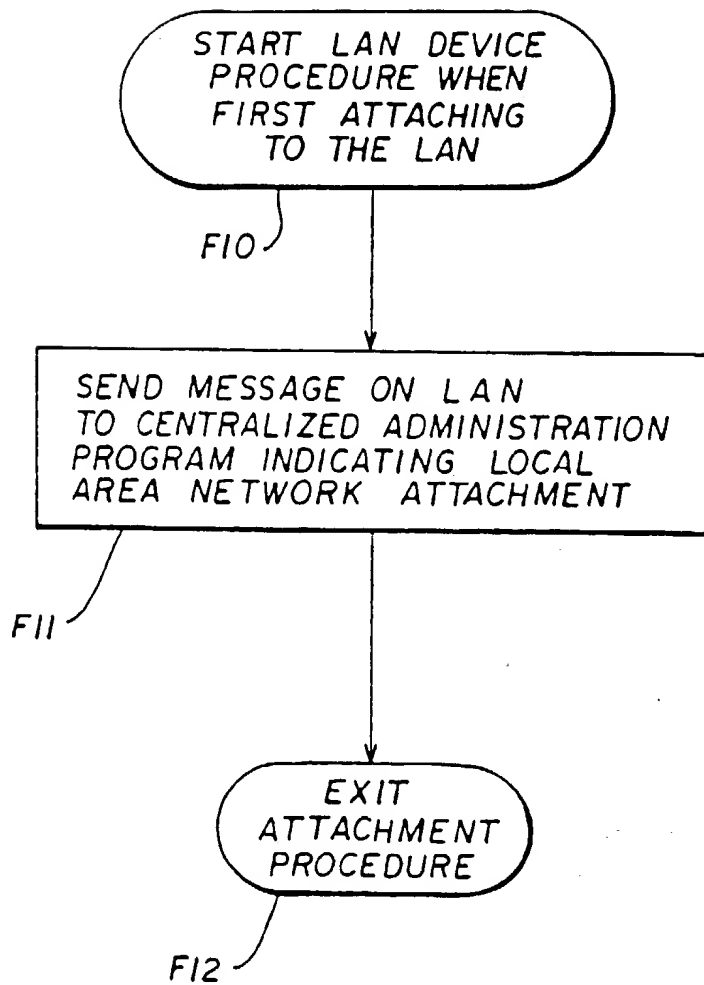 START LAN DEVICE
PROCEDURE WHEN
FIRST ATTACHING
TO THE LAN
F10
SEND MESSAGE ON LAN
TO CENTRALIZED ADMINISTRATION
PROGRAM INDICATING LOCAL
AREA NETWORK ATTACHMENT
F11
EXIT
ATTACHMENT
PROCEDURE
F12